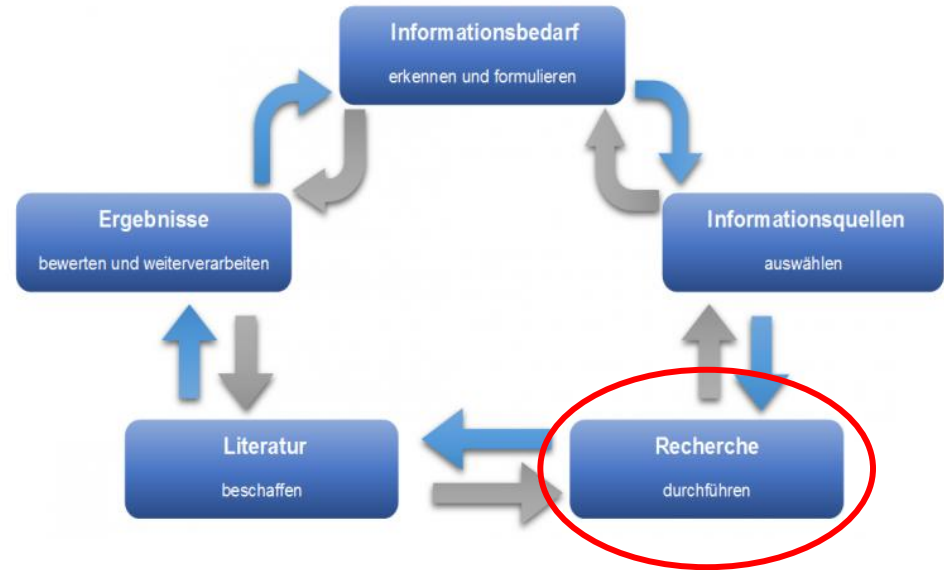 Informationsbedarf
erkennen und formulieren
Ergebnisse
bewerten und weiterverarbeiten
Informationsquellen
auswählen
Literatur
beschaffen
Recherche
durchführen